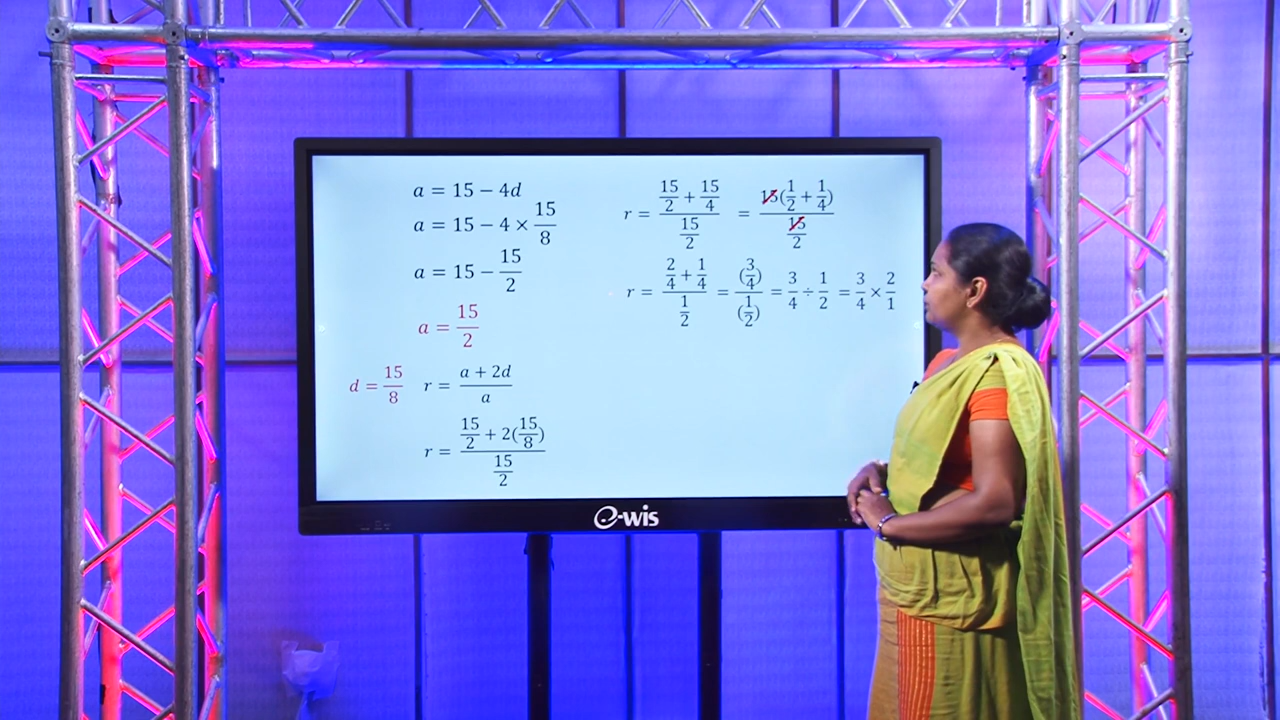 a = 15 − 4d
a = 15 − 4 × 15/8
a = 15 − 15/2
a = 15/2
d = 15/8 r = (a + 2d)/a
r = (15/2 + 2(15/8))/(15/2)
r = (15/2 + 15/4)/(15/2) = 15(1/2 + 1/4)/(15/2)
r = (2/4 + 1/4)/(1/2) = (3/4)/(1/2) = 3/4 ÷ 1/2 = 3/4 × 2/1
e-wis